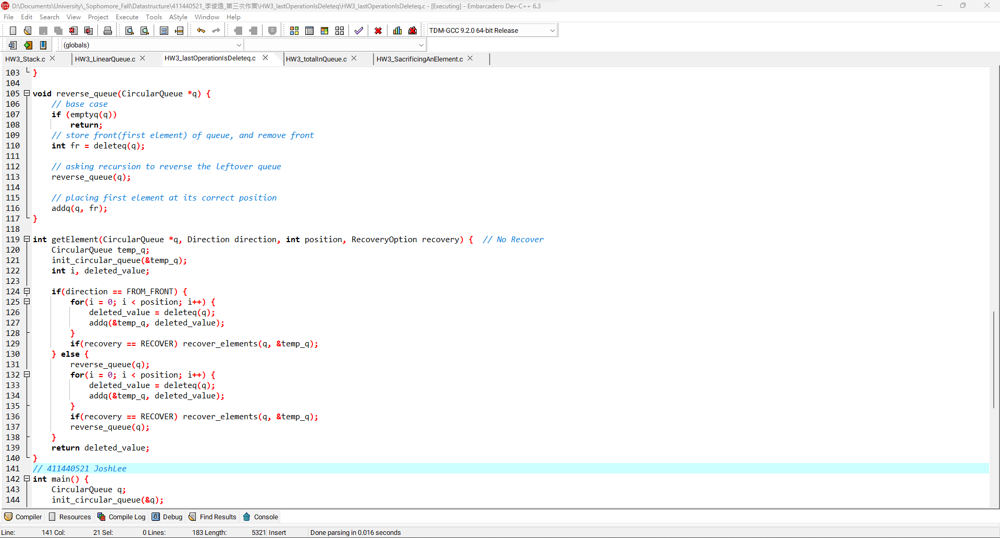 D:\Documents\University\_Sophomore_Fall\Datastructure\411440521_李俊逸_第三次作業\HW3_lastOperationIsDeleteq\HW3_lastOperationIsDeleteq.c - [Executing] - Embarcadero Dev-C++ 6.3
File Edit Search View Project Execute Tools AStyle Window Help
TDM-GCC 9.2.0 64-bit Release
(globals)
HW3_Stack.c HW3_LinearQueue.c HW3_lastOperationIsDeleteq.c HW3_totalInQueue.c HW3_SacrificingAnElement.c
103 }
104
105 void reverse_queue(CircularQueue *q) {
106 // base case
107 if (emptyq(q))
108 return;
109 // store front(first element) of queue, and remove front
110 int fr = deleteq(q);
111
112 // asking recursion to reverse the leftover queue
113 reverse_queue(q);
114
115 // placing first element at its correct position
116 addq(q, fr);
117 }
118
119 int getElement(CircularQueue *q, Direction direction, int position, RecoveryOption recovery) { // No Recover
120 CircularQueue temp_q;
121 init_circular_queue(&temp_q);
122 int i, deleted_value;
123
124 if(direction == FROM_FRONT) {
125 for(i = 0; i < position; i++) {
126 deleted_value = deleteq(q);
127 addq(&temp_q, deleted_value);
128 }
129 if(recovery == RECOVER) recover_elements(q, &temp_q);
130 } else {
131 reverse_queue(q);
132 for(i = 0; i < position; i++) {
133 deleted_value = deleteq(q);
134 addq(&temp_q, deleted_value);
135 }
136 if(recovery == RECOVER) recover_elements(q, &temp_q);
137 reverse_queue(q);
138 }
139 return deleted_value;
140 }
141 // 411440521 JoshLee
142 int main() {
143 CircularQueue q;
144 init_circular_queue(&q);
Compiler Resources Compile Log Debug Find Results Console
Line: 141 Col: 21 Sel: 0 Lines: 183 Length: 5321 Insert Done parsing in 0.016 seconds